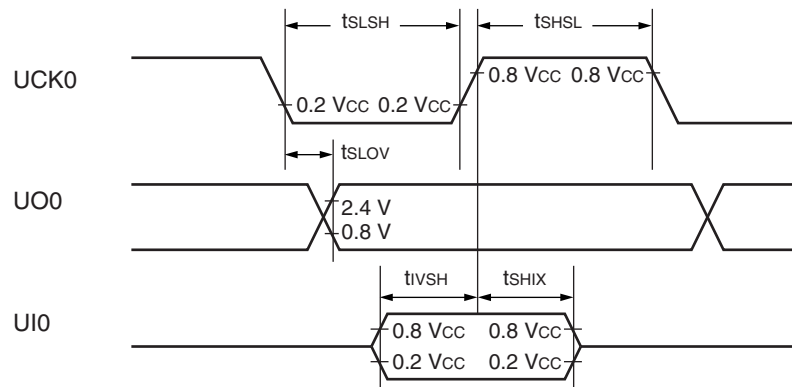 tSLSH tSHSL
UCK0
0.8 VCC 0.8 VCC
0.2 VCC 0.2 VCC
tSLOV
UO0
2.4 V
0.8 V
tIVSH tSHIX
UI0
0.8 VCC 0.8 VCC
0.2 VCC 0.2 VCC